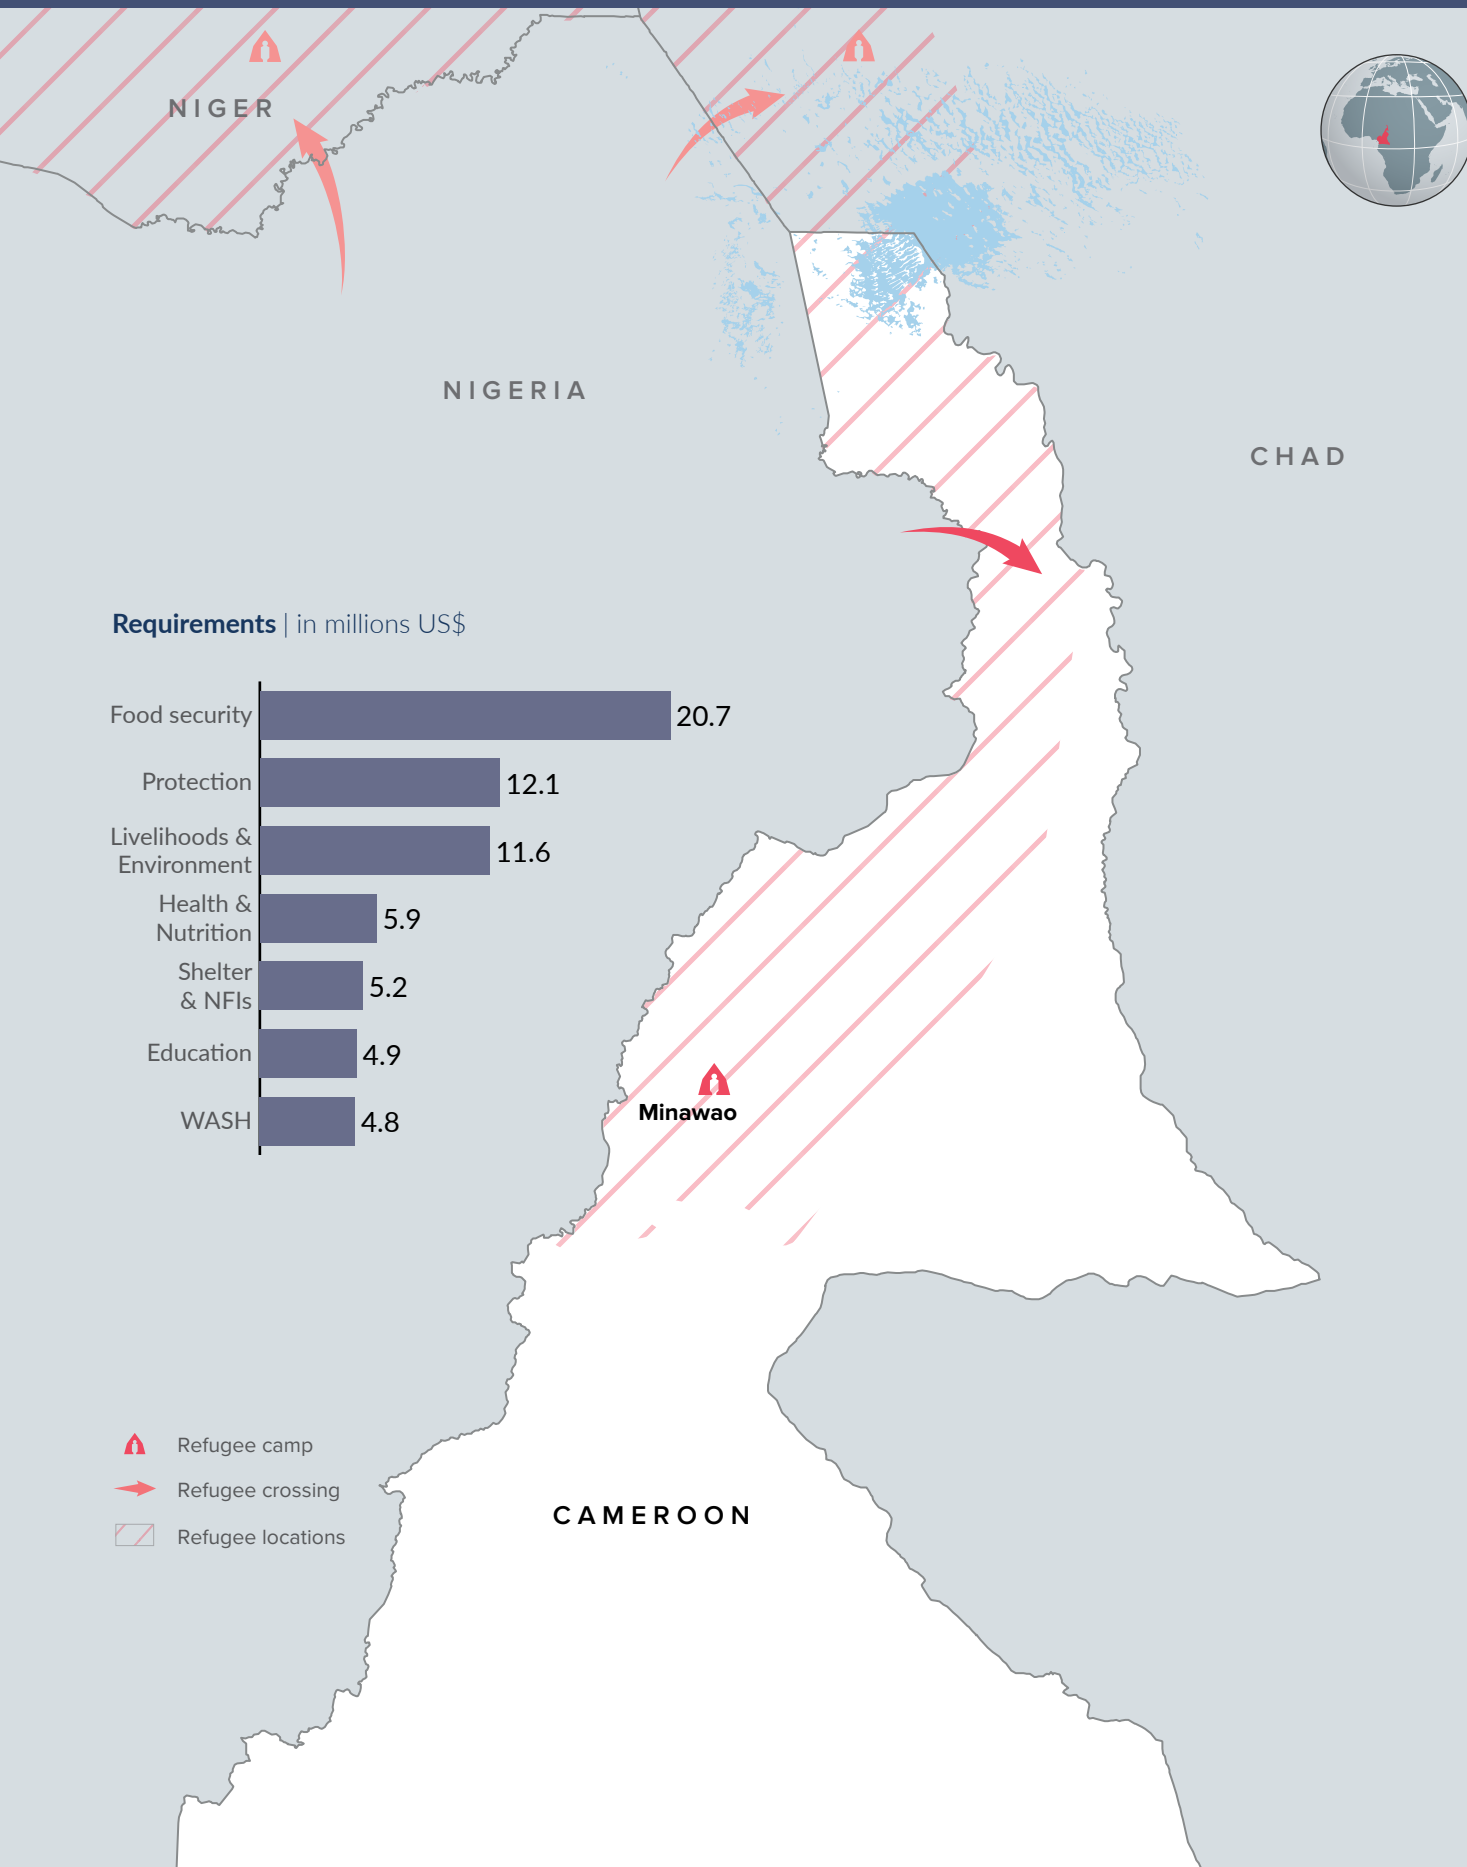 NIGER
NIGERIA
CHAD
Requirements | in millions US$
Food security 20.7
Protection 12.1
Livelihoods &
Environment 11.6
Health &
Nutrition 5.9
Shelter
& NFIs 5.2
Education 4.9
WASH 4.8
Minawao
Refugee camp
Refugee crossing
Refugee locations
CAMEROON